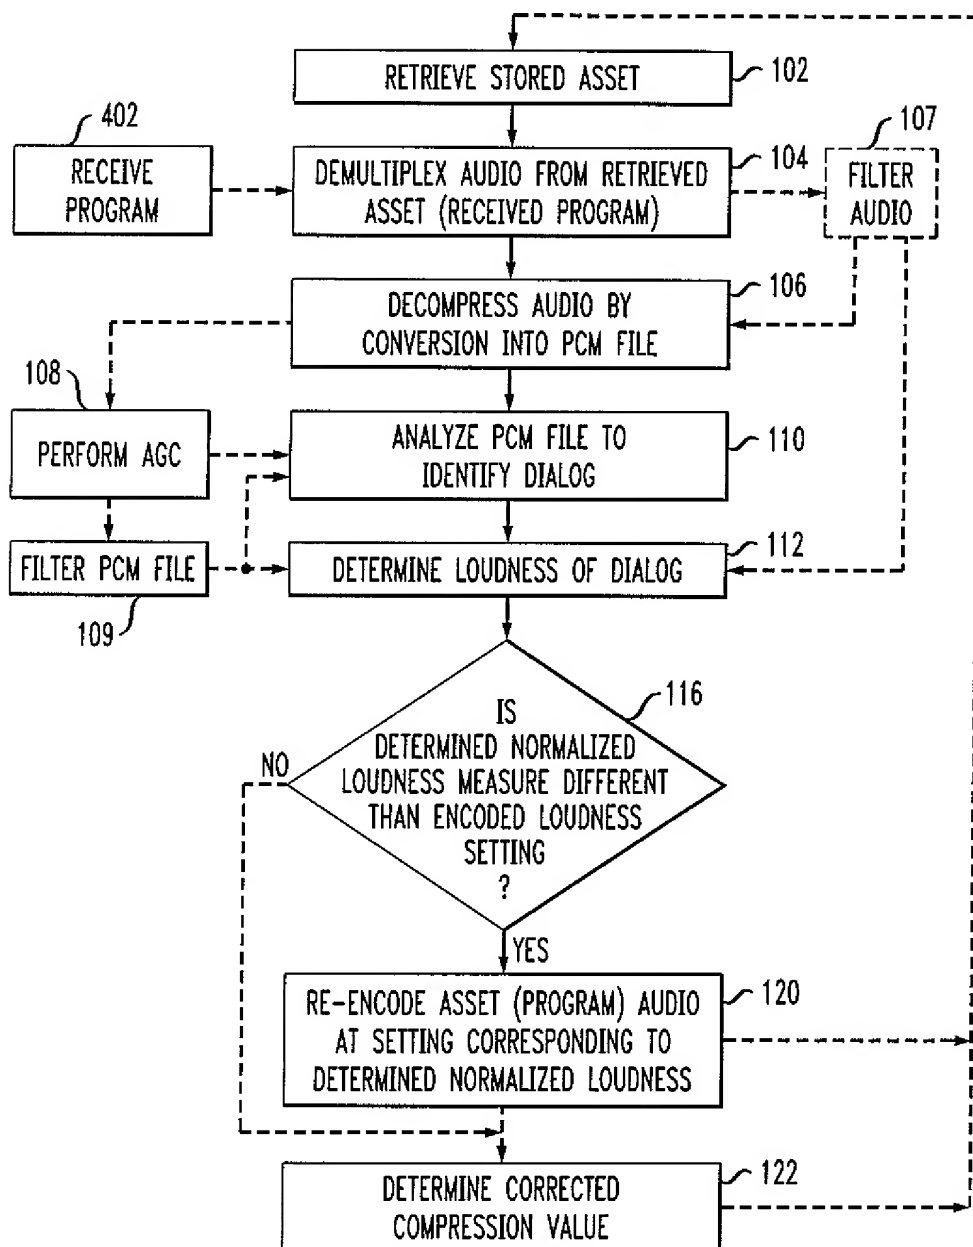 RETRIEVE STORED ASSET
102
402
RECEIVE
PROGRAM
DEMULTIPLEX AUDIO FROM RETRIEVED
ASSET (RECEIVED PROGRAM)
104
107
FILTER
AUDIO
106
DECOMPRESS AUDIO BY
CONVERSION INTO PCM FILE
108
PERFORM AGC
ANALYZE PCM FILE TO
IDENTIFY DIALOG
110
FILTER PCM FILE
109
DETERMINE LOUDNESS OF DIALOG
112
116
IS
DETERMINED NORMALIZED
LOUDNESS MEASURE DIFFERENT
THAN ENCODED LOUDNESS
SETTING
?
NO
YES
RE-ENCODE ASSET (PROGRAM) AUDIO
AT SETTING CORRESPONDING TO
DETERMINED NORMALIZED LOUDNESS
120
DETERMINE CORRECTED
COMPRESSION VALUE
122